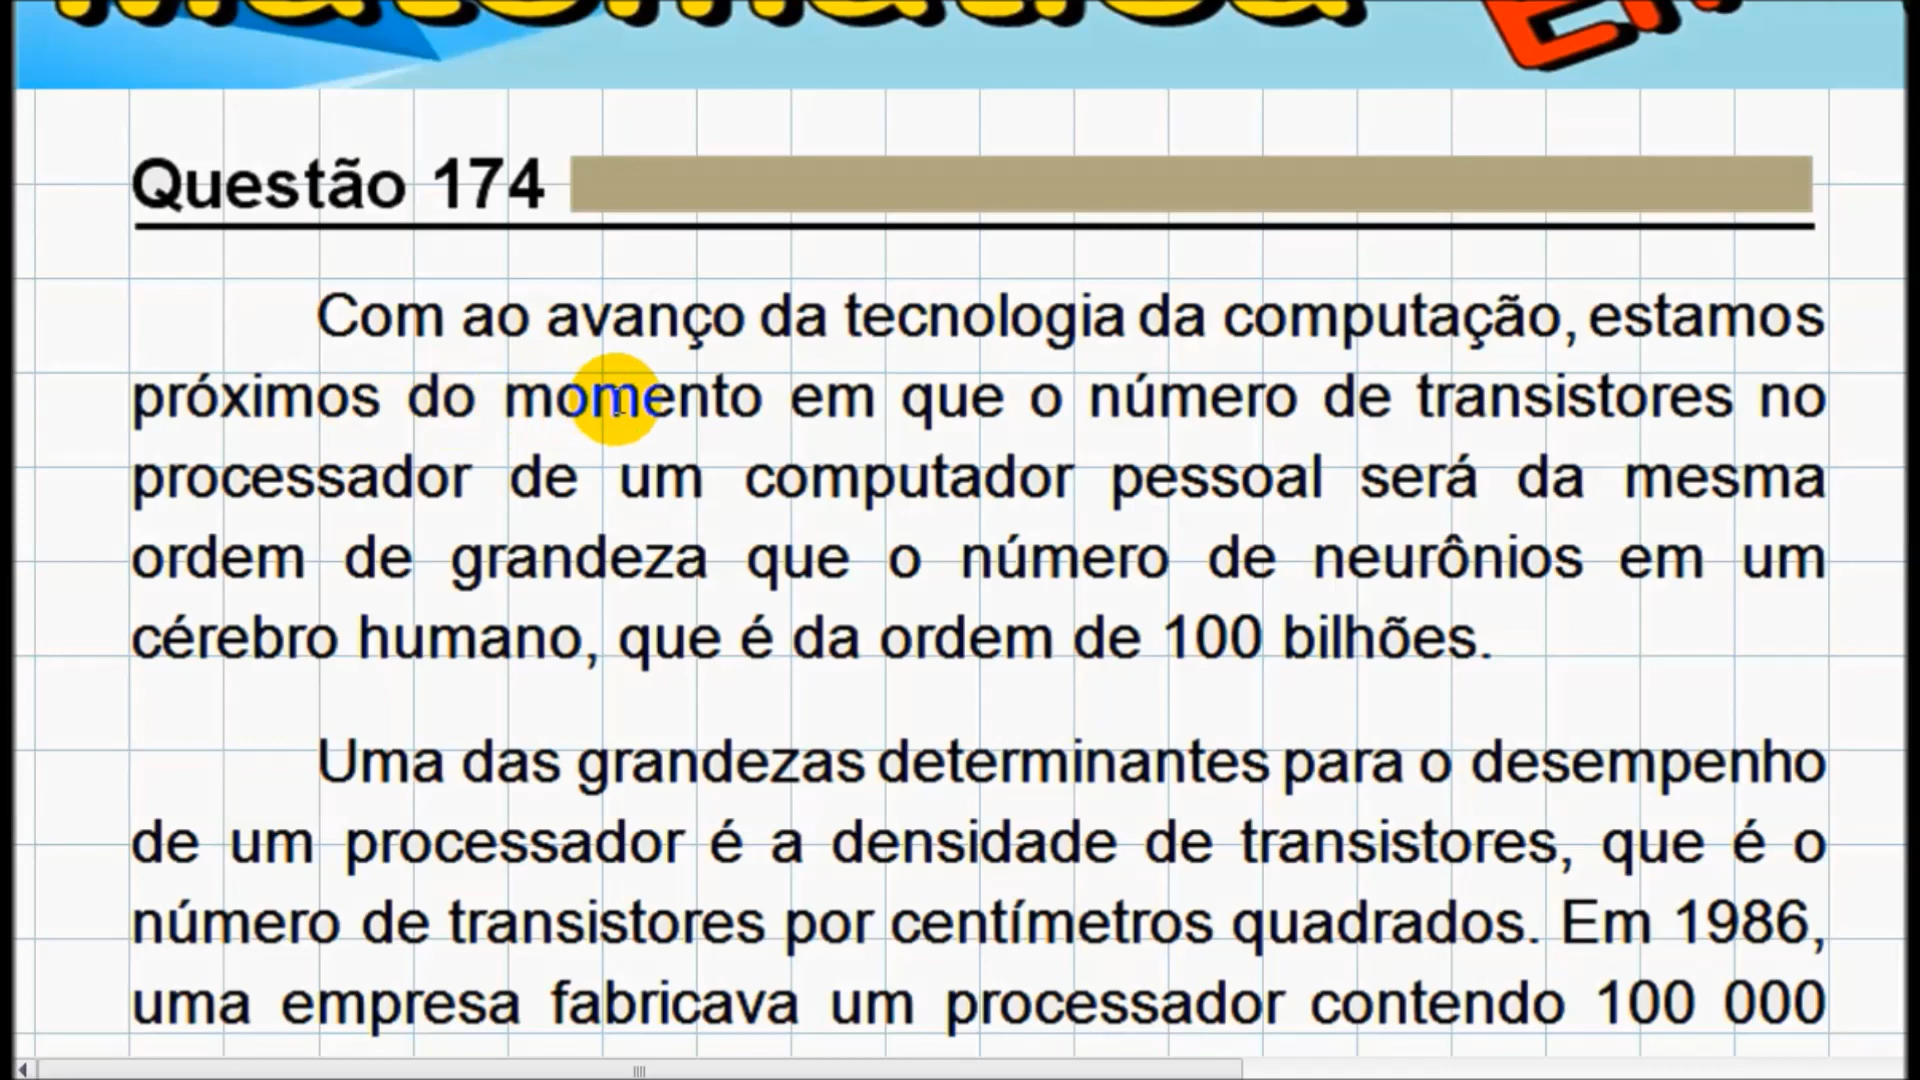 Questão 174
Com ao avanço da tecnologia da computação, estamos
próximos do momento em que o número de transistores no
processador de um computador pessoal será da mesma
ordem de grandeza que o número de neurônios em um
cérebro humano, que é da ordem de 100 bilhões.
Uma das grandezas determinantes para o desempenho
de um processador é a densidade de transistores, que é o
número de transistores por centímetros quadrados. Em 1986,
uma empresa fabricava um processador contendo 100 000